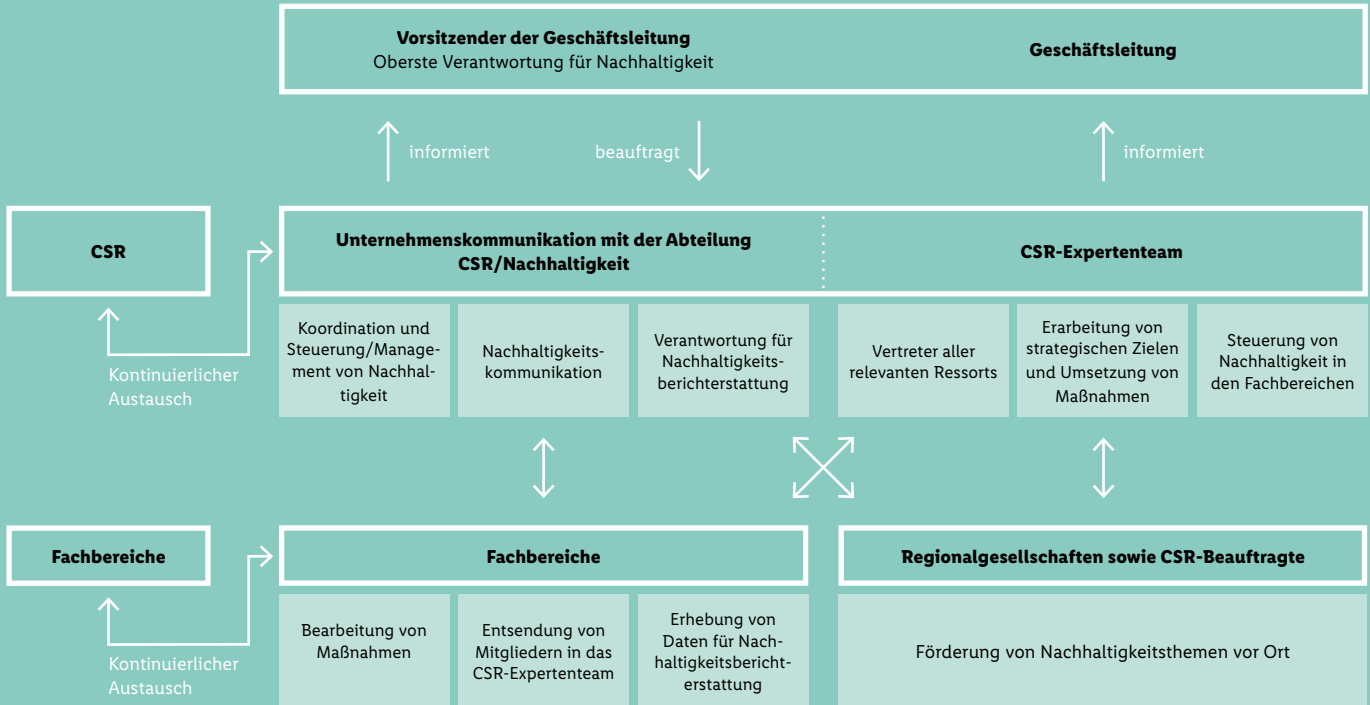 Vorsitzender der Geschäftsleitung
Oberste Verantwortung für Nachhaltigkeit
Geschäftsleitung
informiert
beauftragt
informiert
CSR
Unternehmenskommunikation mit der Abteilung
CSR/Nachhaltigkeit
CSR-Expertenteam
Kontinuierlicher
Austausch
Koordination und
Steuerung/Manage-
ment von Nachhal-
tigkeit
Nachhaltigkeits-
kommunikation
Verantwortung für
Nachhaltigkeits-
berichterstattung
Vertreter aller
relevanten Ressorts
Erarbeitung von
strategischen Zielen
und Umsetzung von
Maßnahmen
Steuerung von
Nachhaltigkeit in
den Fachbereichen
Fachbereiche
Fachbereiche
Regionalgesellschaften sowie CSR-Beauftragte
Kontinuierlicher
Austausch
Bearbeitung von
Maßnahmen
Entsendung von
Mitgliedern in das
CSR-Expertenteam
Erhebung von
Daten für Nach-
haltigkeitsbericht-
erstattung
Förderung von Nachhaltigkeitsthemen vor Ort